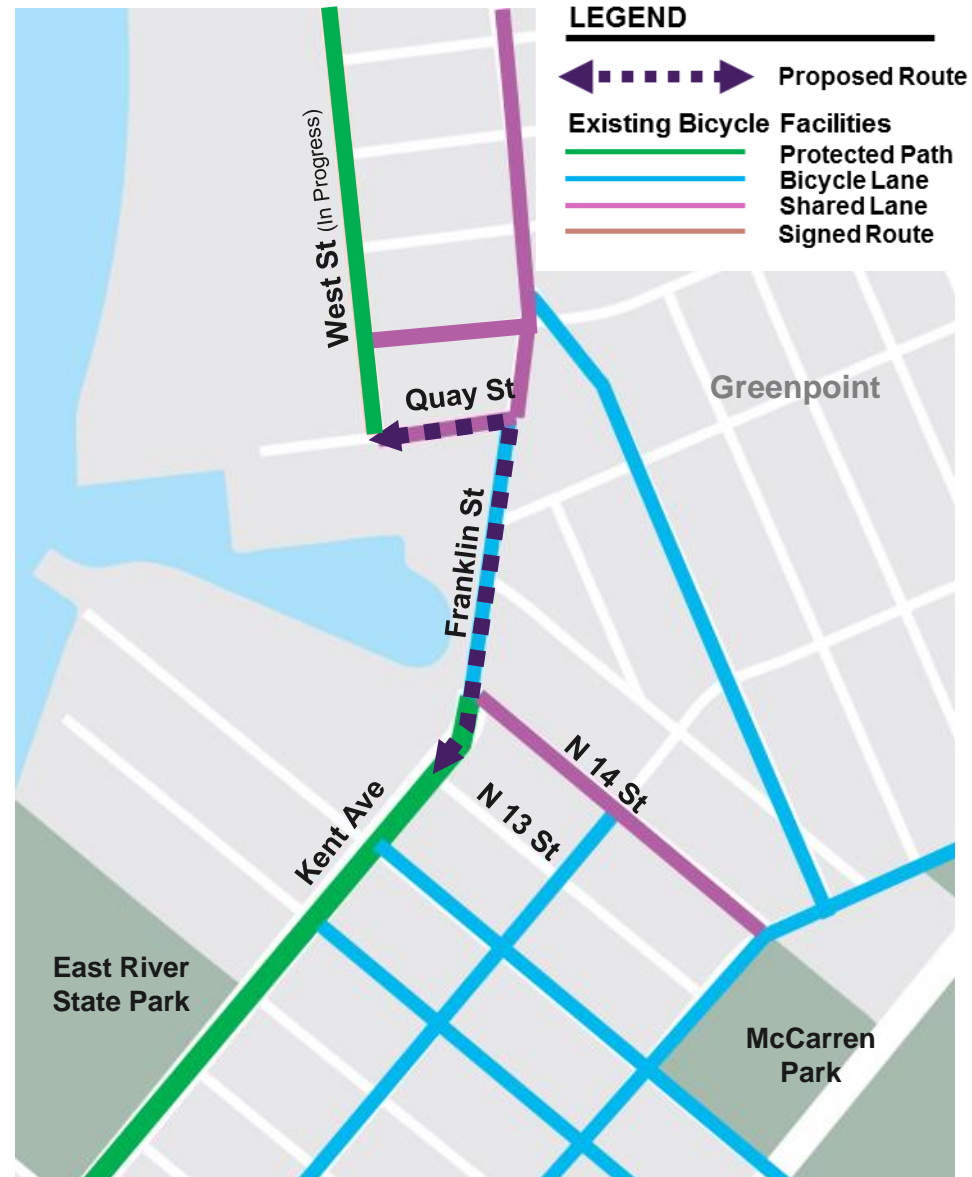 LEGEND
Proposed Route
Existing Bicycle Facilities
Protected Path
Bicycle Lane
Shared Lane
Signed Route
West St (In Progress)
Quay St
Greenpoint
Franklin St
N 14 St
N 13 St
Kent Ave
East River
State Park
McCarren
Park